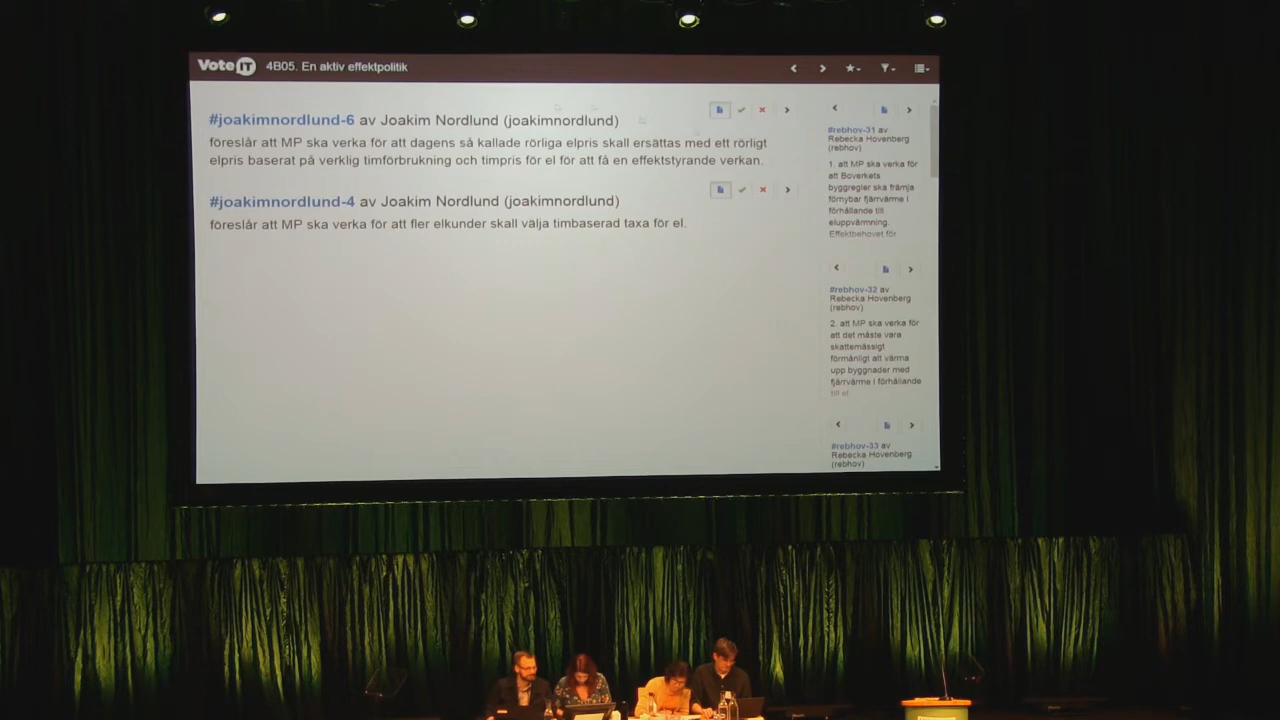 VoteIT 4B05. En aktiv effektpolitik
#joakimnordlund-6 av Joakim Nordlund (joakimnordlund)
föreslår att MP ska verka för att dagens så kallade rörliga elpris skall ersättas med ett rörligt
elpris baserat på verklig timförbrukning och timpris för el för att få en effektstyrande verkan.
#joakimnordlund-4 av Joakim Nordlund (joakimnordlund)
föreslår att MP ska verka för att fler elkunder skall välja timbaserad taxa för el.
#rebhov-31 av
Rebecka Hovenberg
(rebhov)
1. att MP ska verka för
att Boverkets
byggregler ska främja
förnybar fjärrvärme i
förhållande till
eluppvärmning.
Effektbehovet för
#rebhov-32 av
Rebecka Hovenberg
(rebhov)
2. att MP ska verka för
att det måste vara
skattemässigt
förmånligt att värma
upp byggnader med
fjärrvärme i förhållande
till el
#rebhov-33 av
Rebecka Hovenberg
(rebhov)